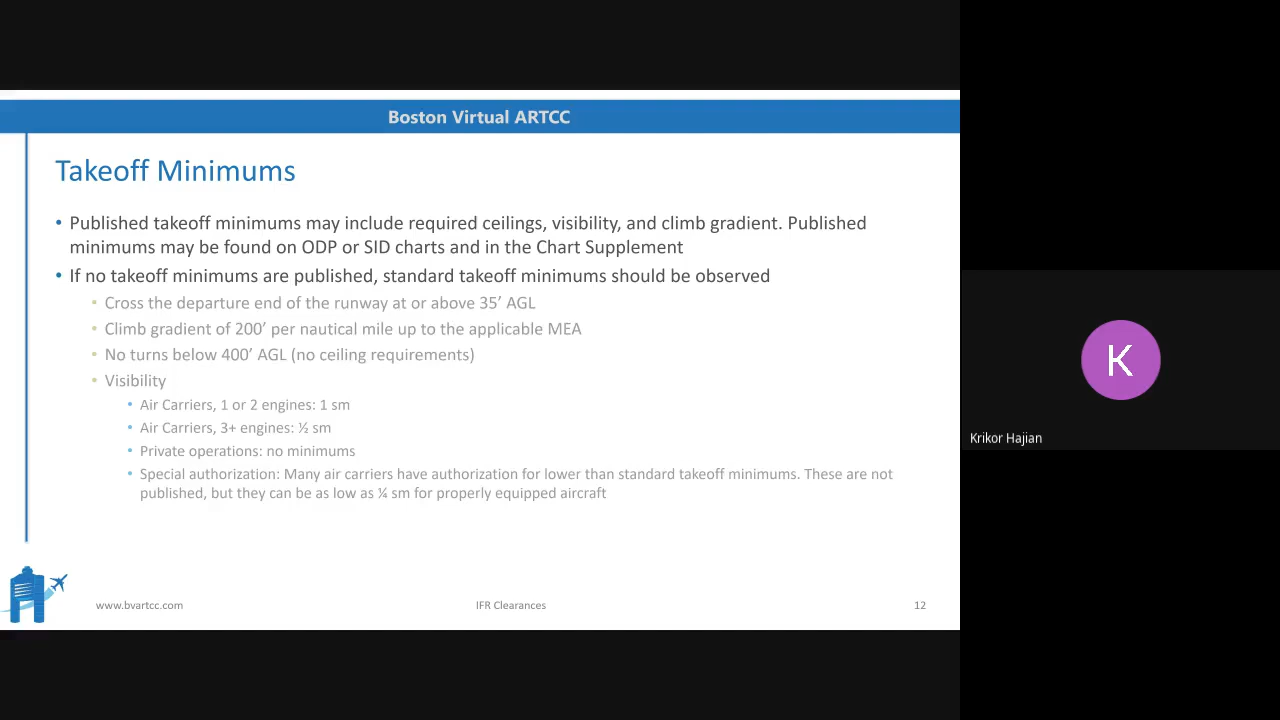 Boston Virtual ARTCC
Takeoff Minimums
• Published takeoff minimums may include required ceilings, visibility, and climb gradient. Published
minimums may be found on ODP or SID charts and in the Chart Supplement
• If no takeoff minimums are published, standard takeoff minimums should be observed
• Cross the departure end of the runway at or above 35’ AGL
• Climb gradient of 200’ per nautical mile up to the applicable MEA
• No turns below 400’ AGL (no ceiling requirements)
• Visibility
• Air Carriers, 1 or 2 engines: 1 sm
• Air Carriers, 3+ engines: ½ sm
• Private operations: no minimums
• Special authorization: Many air carriers have authorization for lower than standard takeoff minimums. These are not
published, but they can be as low as ¼ sm for properly equipped aircraft
www.bvartcc.com
IFR Clearances
12
K
Krikor Hajian